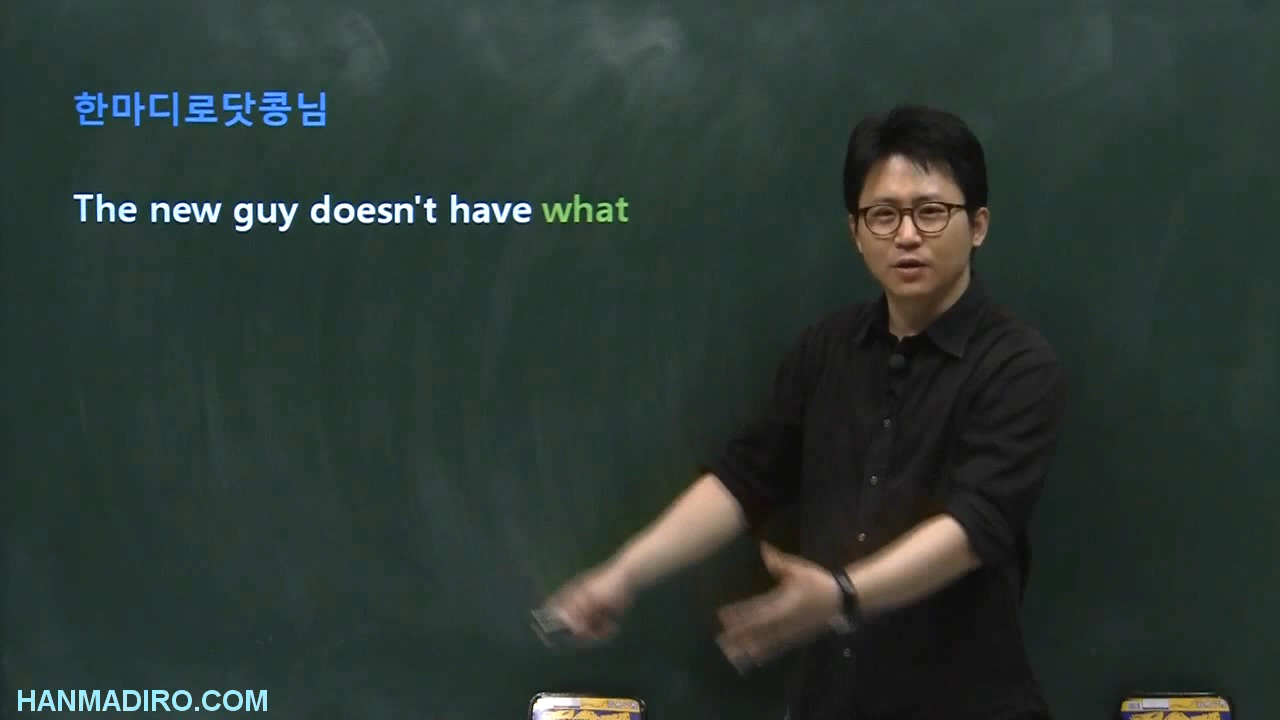 한마디로닷콩님
The new guy doesn't have what
HANMADIRO.COM